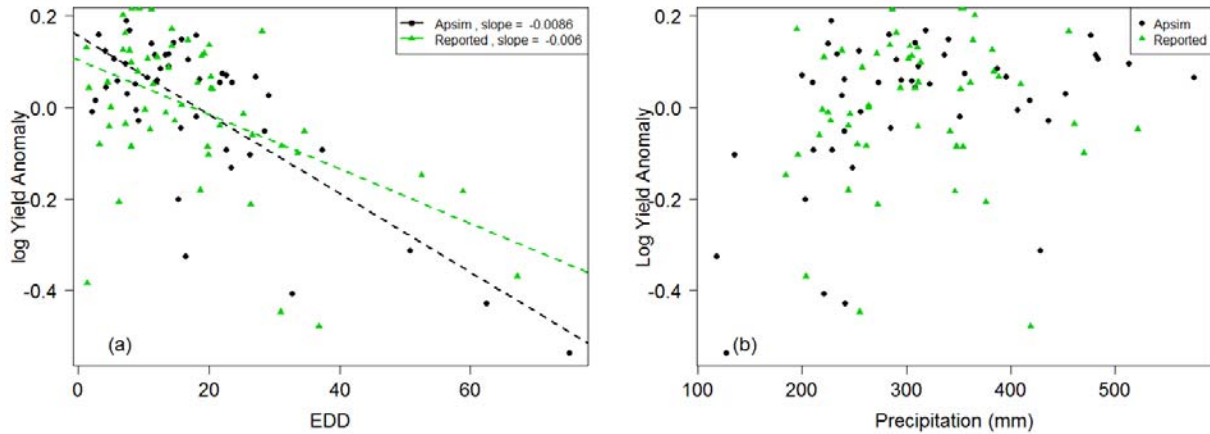 log Yield Anomaly
0.2
-0.0
-0.2
-0.4
Apsim , slope = -0.0086
Reported , slope = -0.006
(a)
0
20
40
60
EDD
Log Yield Anomaly
0.2
-0.0
-0.2
-0.4
Apsim
Reported
(b)
100
200
300
400
500
Precipitation (mm)